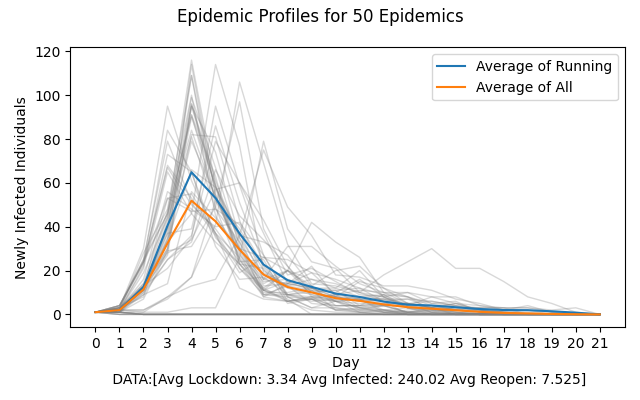 Epidemic Profiles for 50 Epidemics
120
100
80
60
40
20
0
Newly Infected Individuals
Average of Running
Average of All
0 1 2 3 4 5 6 7 8 9 10 11 12 13 14 15 16 17 18 19 20 21
Day
DATA:[Avg Lockdown: 3.34 Avg Infected: 240.02 Avg Reopen: 7.525]